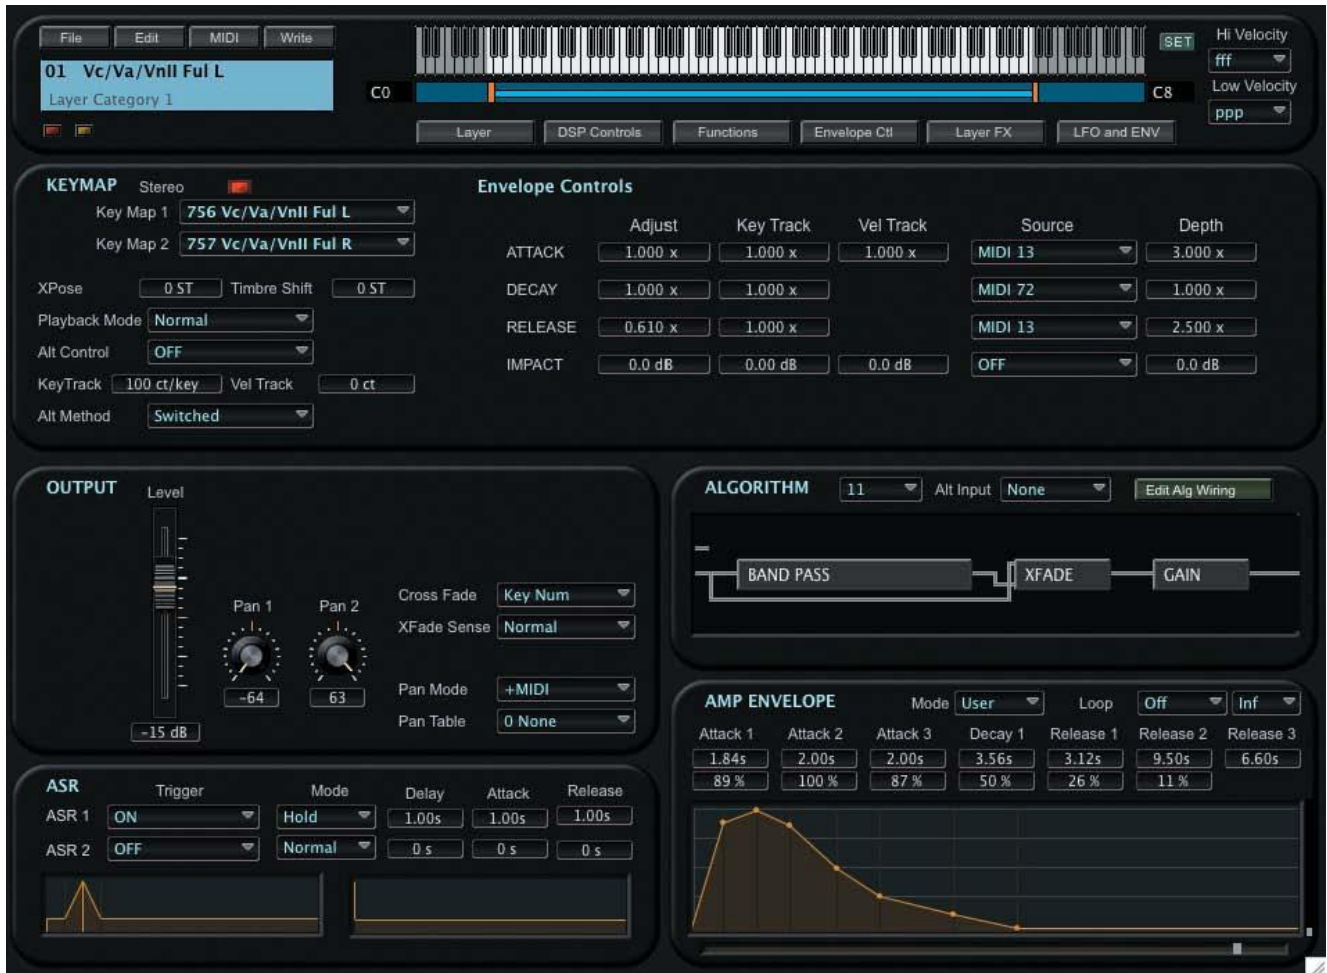 File Edit MIDI Write
SET
Hi Velocity
fff
01 Vc/Va/VnII Ful L
Layer Category 1
C0
C8
Low Velocity
ppp
Layer DSP Controls Functions Envelope Ctl Layer FX LFO and ENV
KEYMAP Stereo
Key Map 1 756 Vc/Va/VnII Ful L
Key Map 2 757 Vc/Va/VnII Ful R
XPose 0 ST Timbre Shift 0 ST
Playback Mode Normal
Alt Control OFF
KeyTrack 100 ct/key Vel Track 0 ct
Alt Method Switched
Envelope Controls
Adjust Key Track Vel Track Source Depth
ATTACK 1.000 x 1.000 x 1.000 x MIDI 13 3.000 x
DECAY 1.000 x 1.000 x MIDI 72 1.000 x
RELEASE 0.610 x 1.000 x MIDI 13 2.500 x
IMPACT 0.0 dB 0.00 dB 0.0 dB OFF 0.0 dB
OUTPUT Level
Pan 1 Pan 2
-64 63
-15 dB
Cross Fade Key Num
XFade Sense Normal
Pan Mode +MIDI
Pan Table 0 None
ALGORITHM 11 Alt Input None Edit Alg Wiring
BAND PASS XFADE GAIN
ASR Trigger Mode Delay Attack Release
ASR 1 ON Hold 1.00s 1.00s 1.00s
ASR 2 OFF Normal 0 s 0 s 0 s
AMP ENVELOPE Mode User Loop Off Inf
Attack 1 Attack 2 Attack 3 Decay 1 Release 1 Release 2 Release 3
1.84s 2.00s 2.00s 3.56s 3.12s 9.50s 6.60s
89 % 100 % 87 % 50 % 26 % 11 %